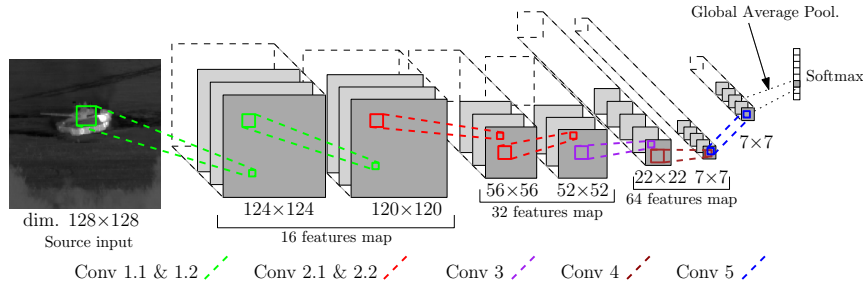 Global Average Pool.
Softmax
7×7
124×124
120×120
56×56
52×52
22×22
7×7
dim. 128×128
Source input
16 features map
32 features map
64 features map
Conv 1.1 & 1.2
Conv 2.1 & 2.2
Conv 3
Conv 4
Conv 5